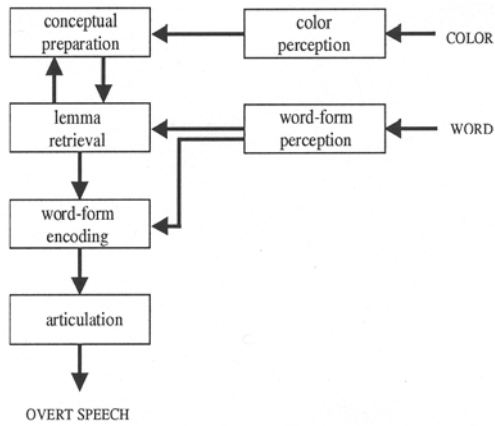 conceptual
preparation
color
perception
COLOR
lemma
retrieval
word-form
perception
WORD
word-form
encoding
articulation
OVERT SPEECH